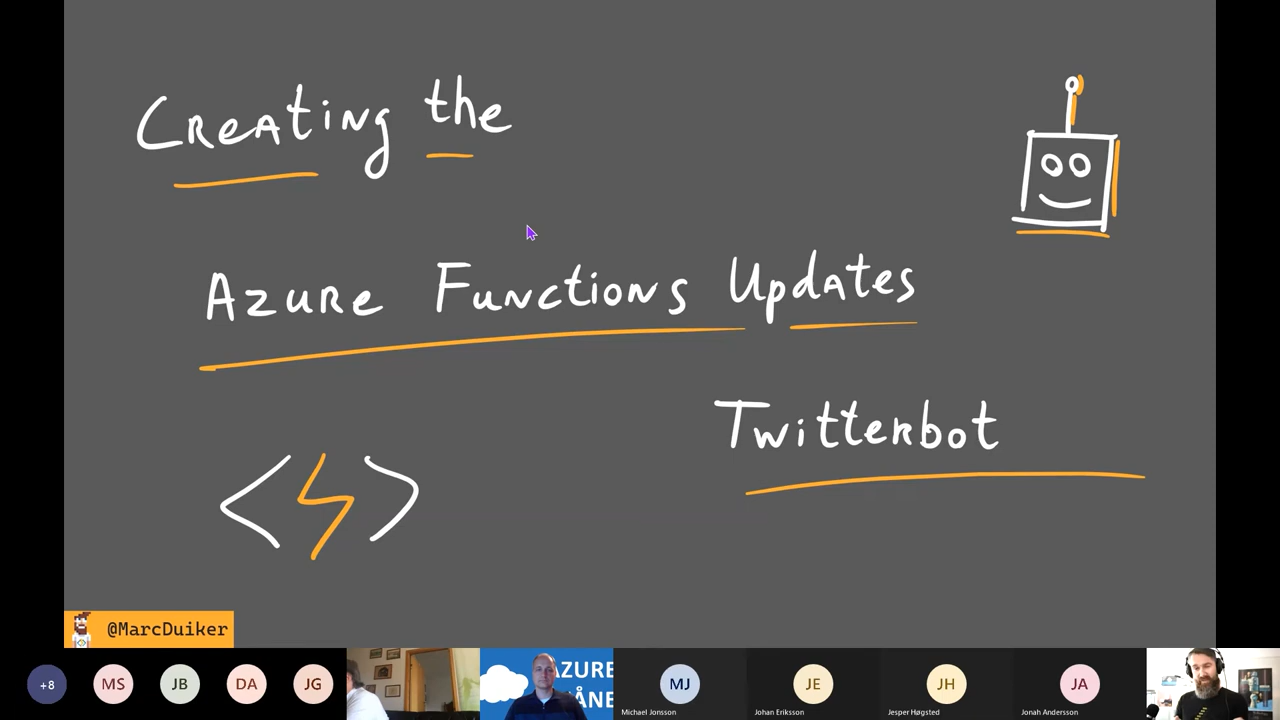 Creating the
Azure Functions Updates
Twitterbot
@MarcDuiker
+8
MS
JB
DA
JG
AZURE
MJ
Michael Jonsson
JE
Johan Eriksson
JH
Jesper Høgsted
JA
Jonah Andersson